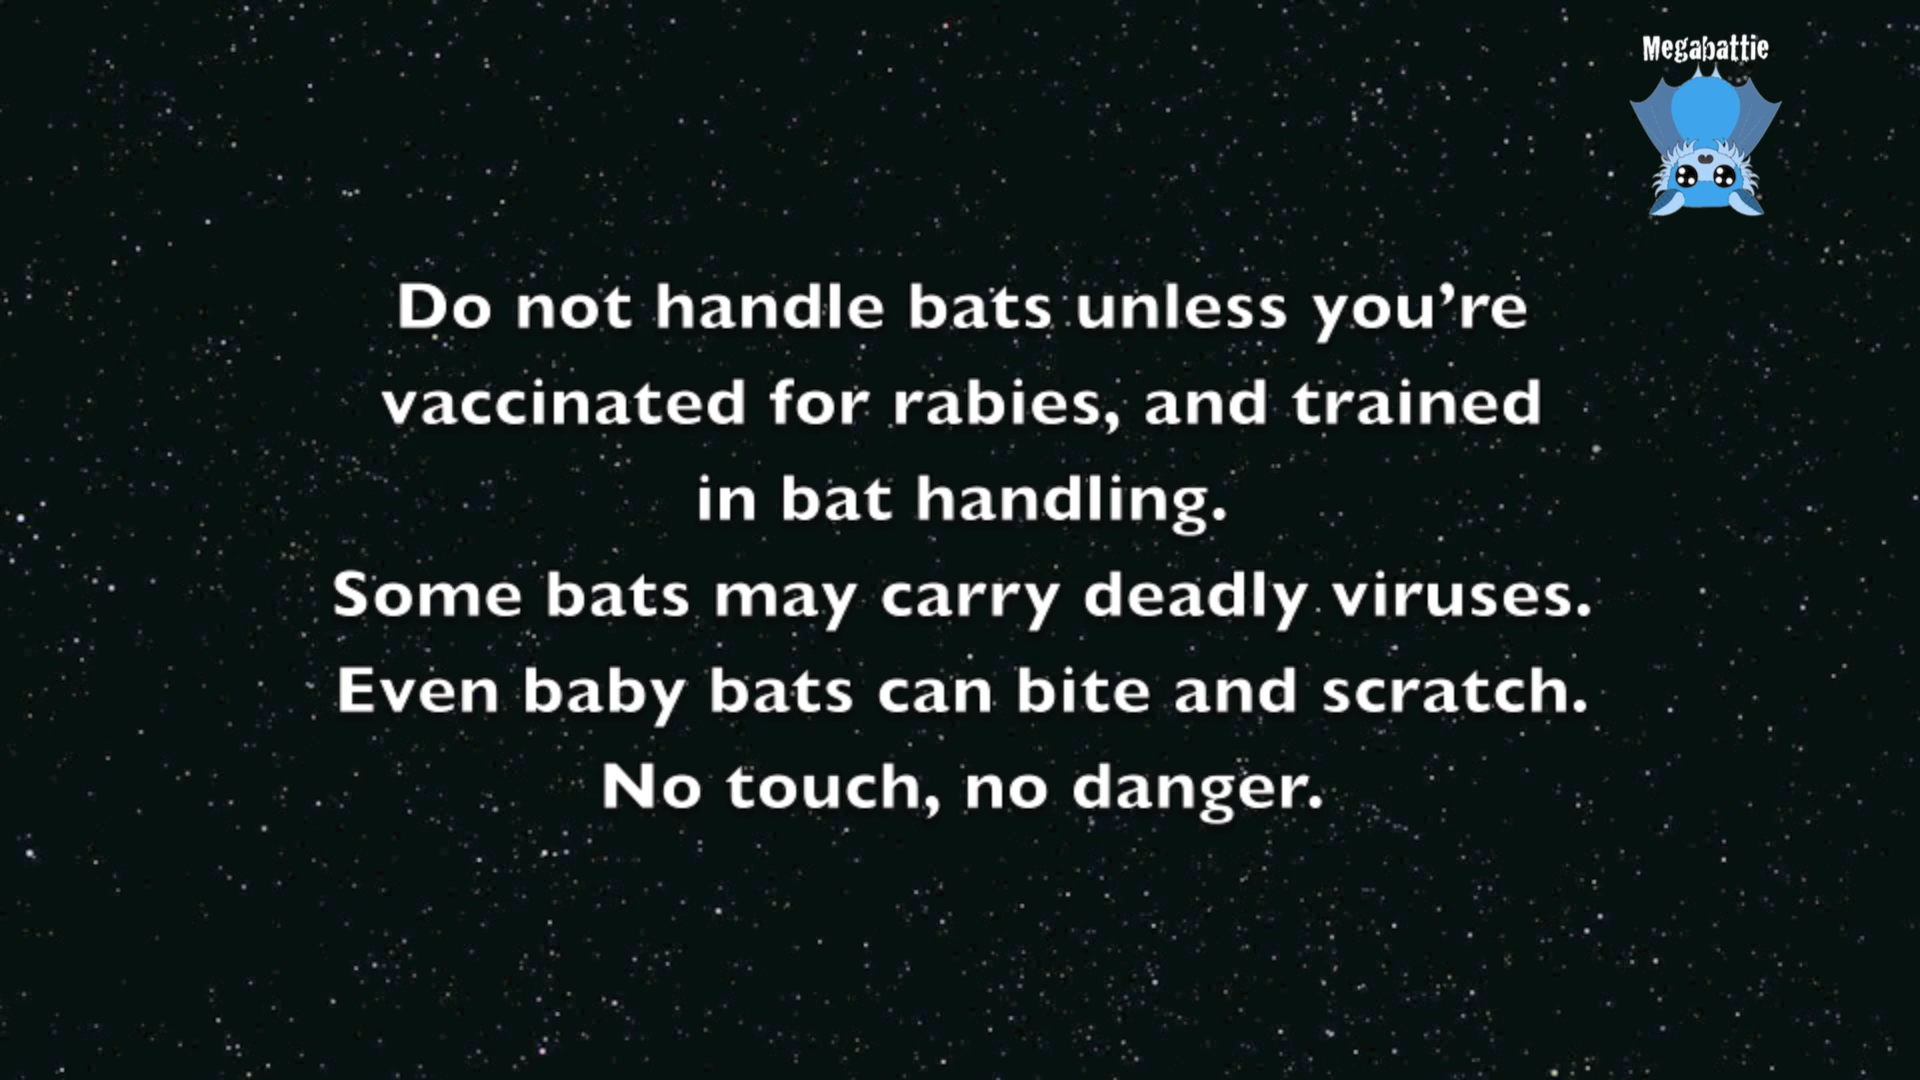 Megabattie
Do not handle bats unless you’re
vaccinated for rabies, and trained
in bat handling.
Some bats may carry deadly viruses.
Even baby bats can bite and scratch.
No touch, no danger.